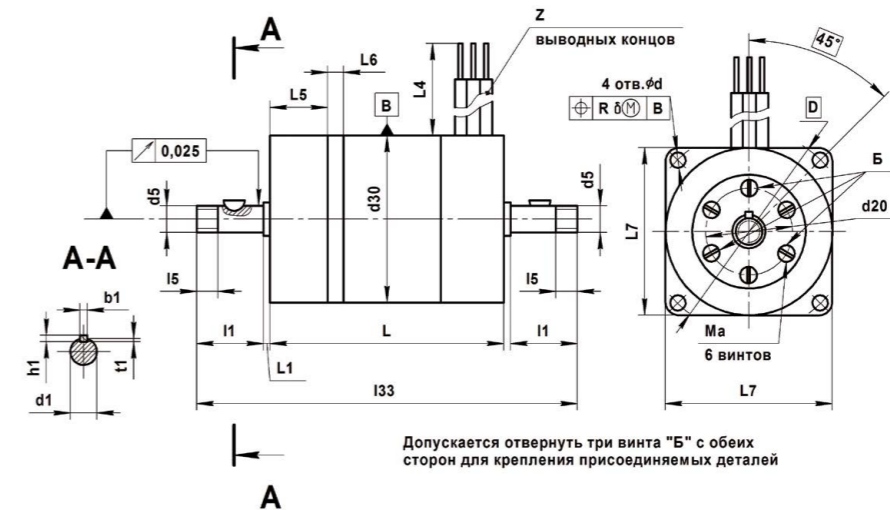 А
Z
выводных концов
45°
L6
L4
L5
4 отв.⌀d
В
R δ Ⓜ В
D
0,025
Б
d5
d30
d5
d20
L7
А-А
l5
l5
b1
Ма
6 винтов
h1
t1
l1
L
l1
L1
d1
l33
L7
Допускается отвернуть три винта "Б" с обеих
сторон для крепления присоединяемых деталей
А